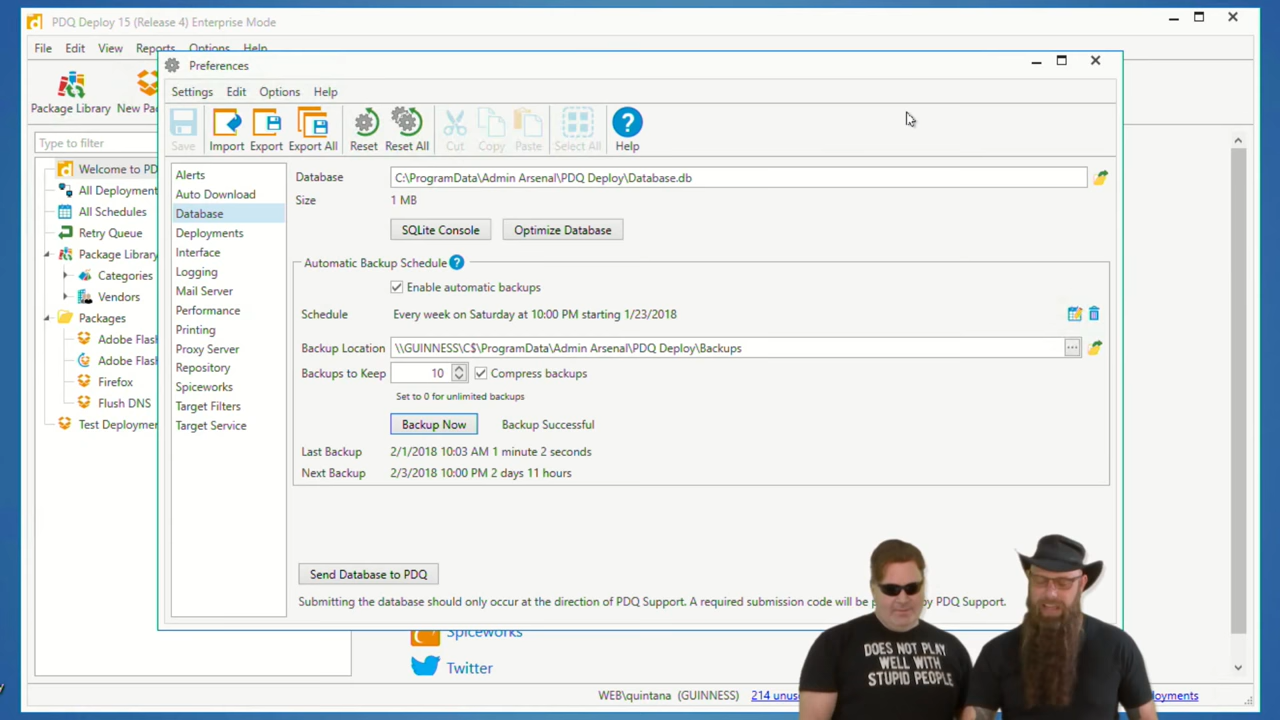 PDQ Deploy 15 (Release 4) Enterprise Mode
File Edit View Reports Options Help
Package Library New Pac
Type to filter
Welcome to PD
All Deployment
All Schedules
Retry Queue
Package Library
Categories
Vendors
Packages
Adobe Flas
Adobe Flas
Firefox
Flush DNS
Test Deployme
Preferences
Settings Edit Options Help
Save Import Export Export All Reset Reset All Cut Copy Paste Select All Help
Alerts
Auto Download
Database
Deployments
Interface
Logging
Mail Server
Performance
Printing
Proxy Server
Repository
Spiceworks
Target Filters
Target Service
Database C:\ProgramData\Admin Arsenal\PDQ Deploy\Database.db
Size 1 MB
SQLite Console Optimize Database
Automatic Backup Schedule ?
Enable automatic backups
Schedule Every week on Saturday at 10:00 PM starting 1/23/2018
Backup Location \\GUINNESS\C$\ProgramData\Admin Arsenal\PDQ Deploy\Backups ...
Backups to Keep 10 Compress backups
Set to 0 for unlimited backups
Backup Now Backup Successful
Last Backup 2/1/2018 10:03 AM 1 minute 2 seconds
Next Backup 2/3/2018 10:00 PM 2 days 11 hours
Send Database to PDQ
Submitting the database should only occur at the direction of PDQ Support. A required submission code will be p by PDQ Support.
Spiceworks
Twitter
WEB\quintana (GUINNESS) 214 unus loyments
DOES NOT PLAY
WELL WITH
STUPID PEOPLE